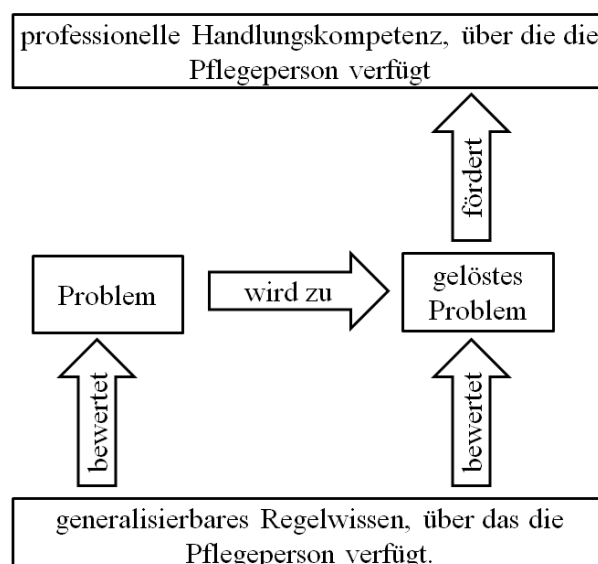 professionelle Handlungskompetenz, über die die
Pflegeperson verfügt
fördert
Problem
wird zu
gelöstes
Problem
bewertet
bewertet
generalisierbares Regelwissen, über das die
Pflegeperson verfügt.